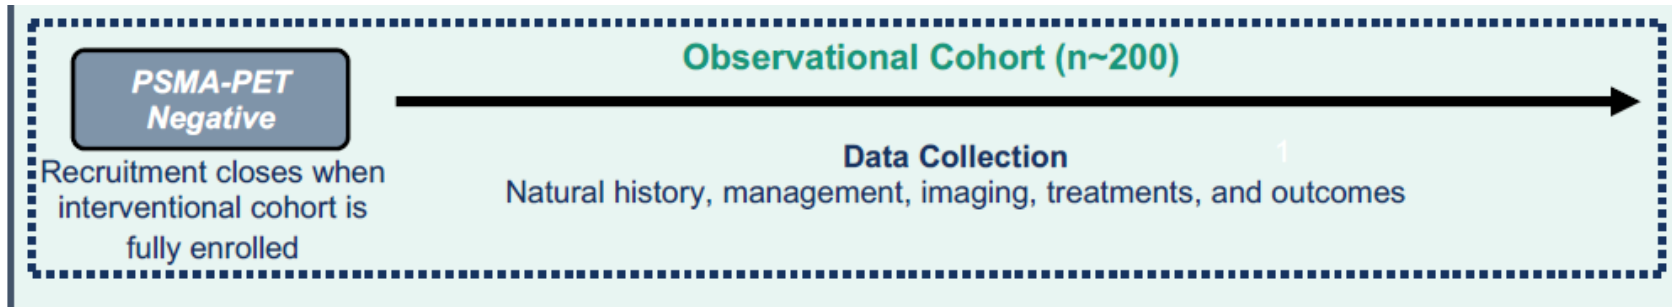 PSMA-PET
Negative
Recruitment closes when
interventional cohort is
fully enrolled
Observational Cohort (n~200)
Data Collection
1
Natural history, management, imaging, treatments, and outcomes